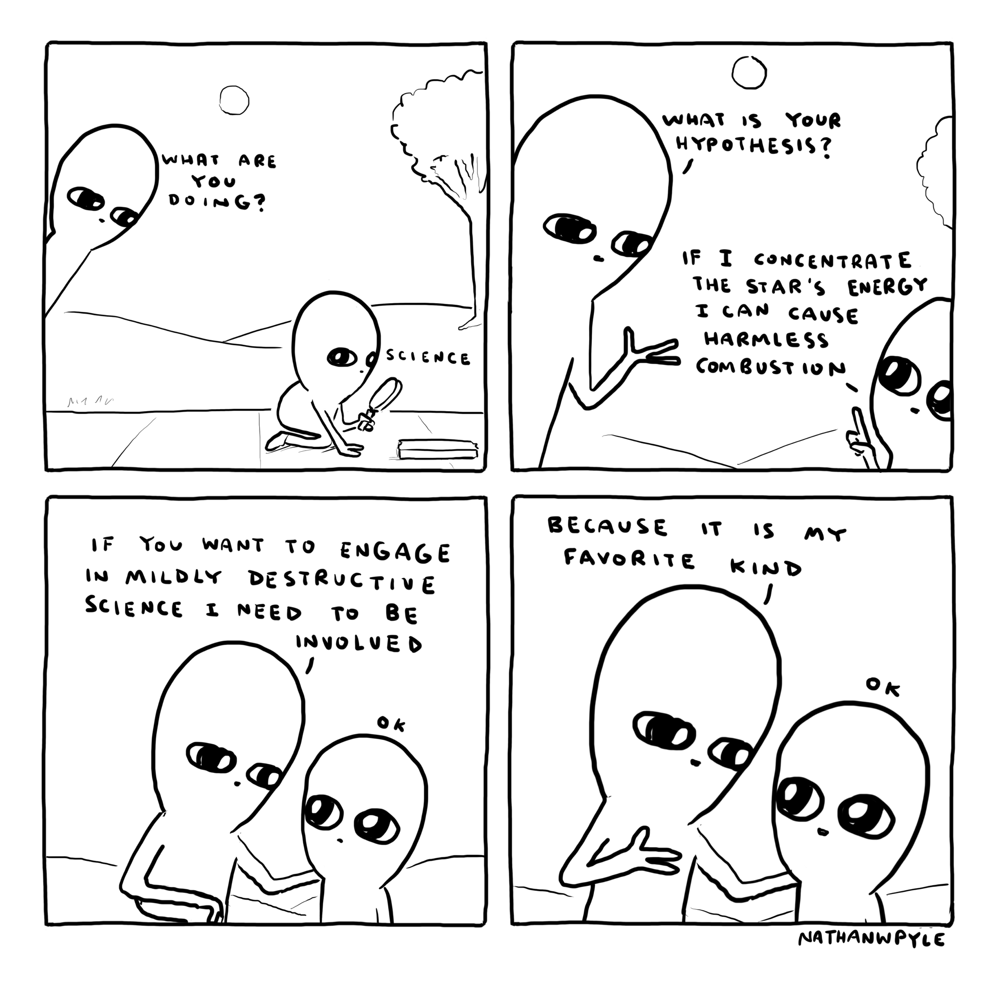 WHAT ARE
YOU
DOING?
SCIENCE
WHAT IS YOUR
HYPOTHESIS?
IF I CONCENTRATE
THE STAR'S ENERGY
I CAN CAUSE
HARMLESS
COMBUSTION
IF YOU WANT TO ENGAGE
IN MILDLY DESTRUCTIVE
SCIENCE I NEED TO BE
INVOLVED
OK
BECAUSE IT IS MY
FAVORITE KIND
OK
NATHANWPYLE